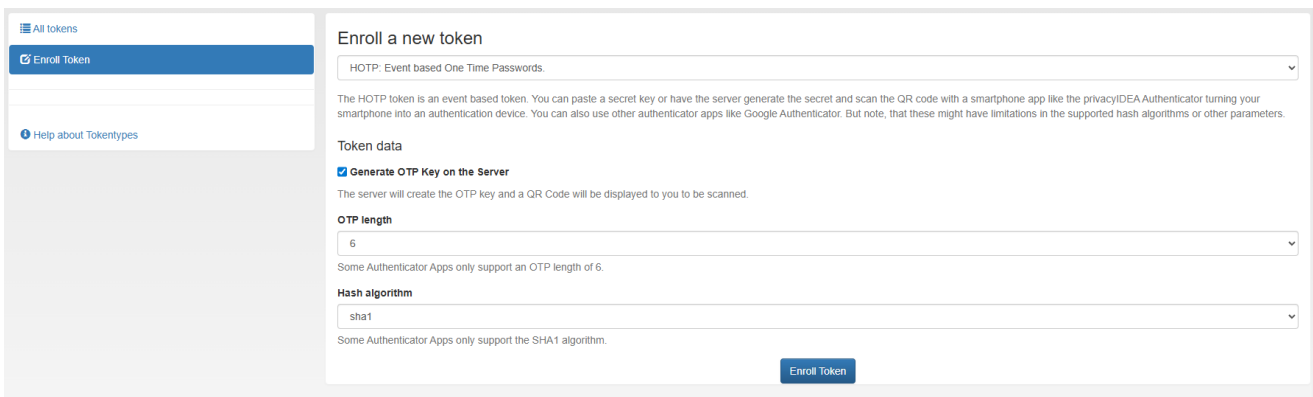 All tokens
Enroll Token
Help about Tokentypes
Enroll a new token
HOTP: Event based One Time Passwords.
The HOTP token is an event based token. You can paste a secret key or have the server generate the secret and scan the QR code with a smartphone app like the privacyIDEA Authenticator turning your
smartphone into an authentication device. You can also use other authenticator apps like Google Authenticator. But note, that these might have limitations in the supported hash algorithms or other parameters.
Token data
Generate OTP Key on the Server
The server will create the OTP key and a QR Code will be displayed to you to be scanned.
OTP length
6
Some Authenticator Apps only support an OTP length of 6.
Hash algorithm
sha1
Some Authenticator Apps only support the SHA1 algorithm.
Enroll Token